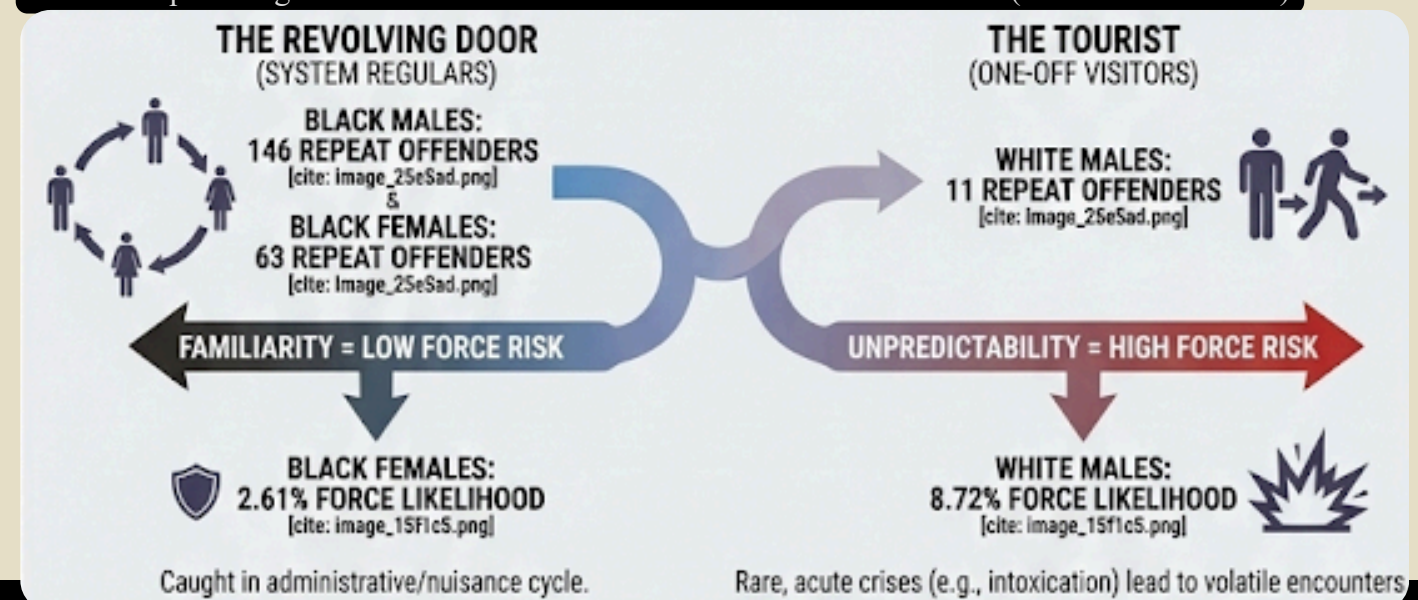 THE REVOLVING DOOR
(SYSTEM REGULARS)
BLACK MALES:
146 REPEAT OFFENDERS
[cite: image_25eSad.png]
&
BLACK FEMALES:
63 REPEAT OFFENDERS
[cite: Image_25eSad.png]
FAMILIARITY = LOW FORCE RISK
BLACK FEMALES:
2.61% FORCE LIKELIHOOD
[cite: image_15F1c5.png]
Caught in administrative/nuisance cycle.
THE TOURIST
(ONE-OFF VISITORS)
WHITE MALES:
11 REPEAT OFFENDERS
[cite: Image_25eSad.png]
UNPREDICTABILITY = HIGH FORCE RISK
WHITE MALES:
8.72% FORCE LIKELIHOOD
[cite: image_15f1c5.png]
Rare, acute crises (e.g., intoxication) lead to volatile encounters